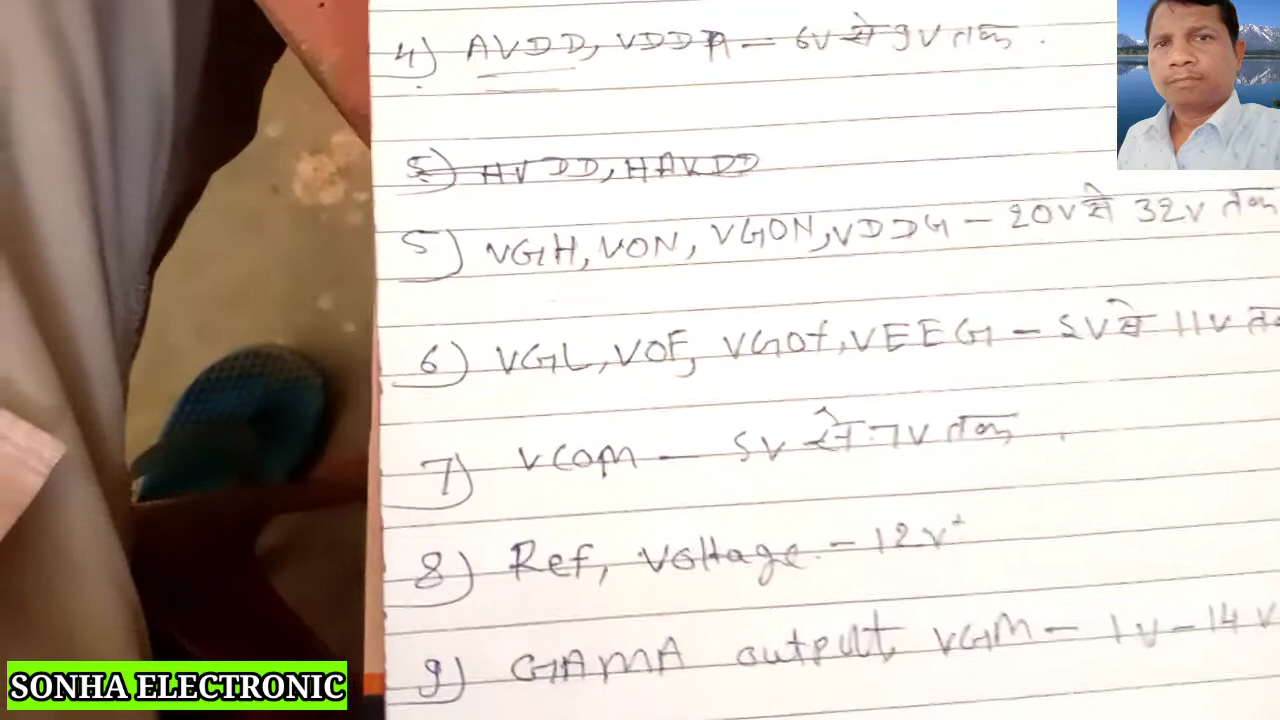 4) AVDD, VDDA - 6V से 9V तक .
5) AVDD, HAVDD
5) VGH, VON, VGON, VDDG - 20V से 32V तक
6) VGL, VOF, VGOf, VEEG - 5V से 11V तक
7) VCOM - 5V से 7V तक .
8) Ref, Voltage. - 12V+
9) GAMA output, VGM - 1V - 14V
SONHA ELECTRONIC